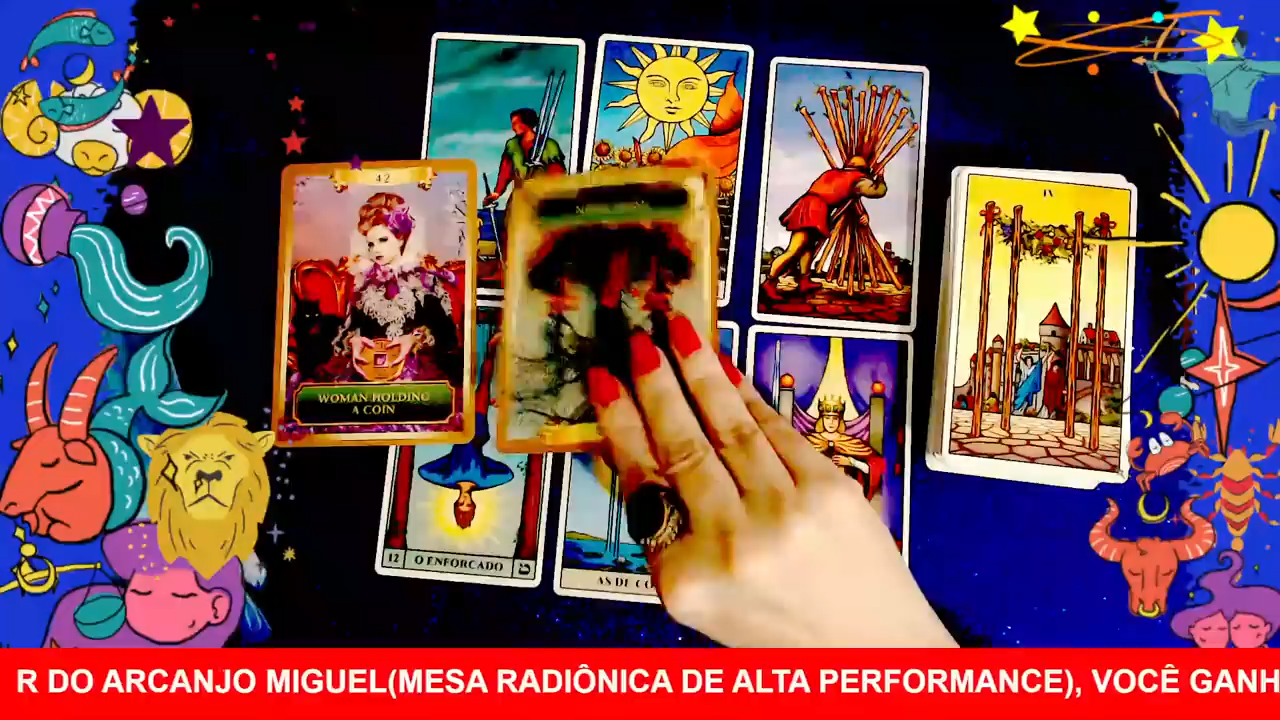 42
WOMAN HOLDING
A COIN
X
IV
12 O ENFORCADO
AS DE CO
R DO ARCANJO MIGUEL(MESA RADIÔNICA DE ALTA PERFORMANCE), VOCÊ GANH